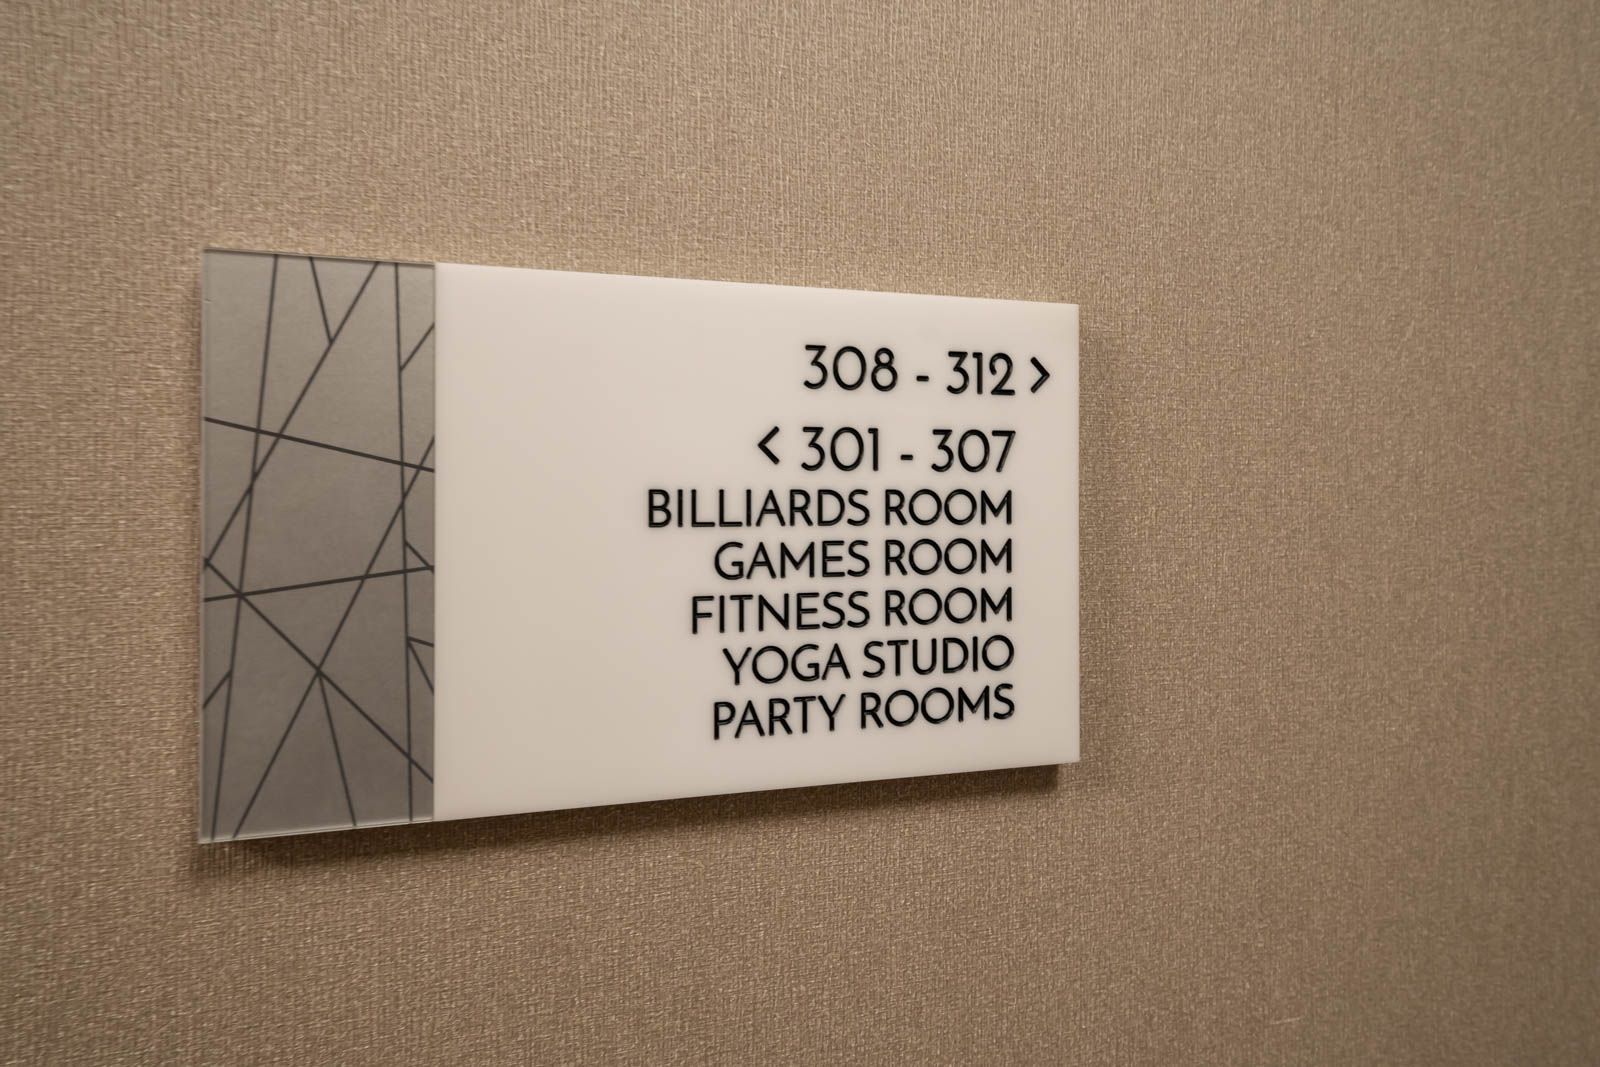 308 - 312 >
< 301 - 307
BILLIARDS ROOM
GAMES ROOM
FITNESS ROOM
YOGA STUDIO
PARTY ROOMS